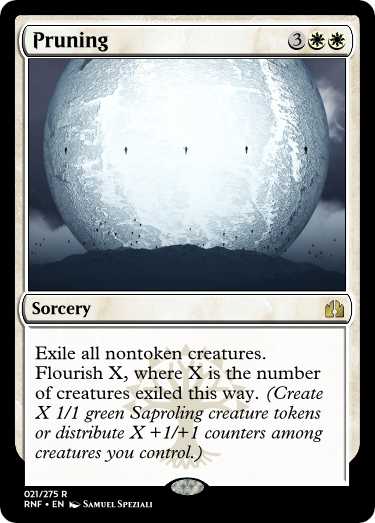 Pruning 3
Sorcery
Exile all nontoken creatures.
Flourish X, where X is the number
of creatures exiled this way. (Create
X 1/1 green Saproling creature tokens
or distribute X +1/+1 counters among
creatures you control.)
021/275 R
RNF • EN SAMUEL SPEZIALI